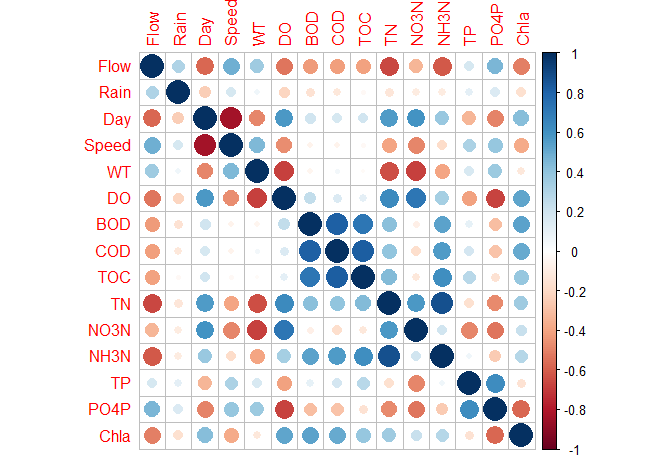 Flow Rain Day Speed WT DO BOD COD TOC TN NO3N NH3N TP PO4P Chla
Flow
Rain
Day
Speed
WT
DO
BOD
COD
TOC
TN
NO3N
NH3N
TP
PO4P
Chla
1
0.8
0.6
0.4
0.2
0
-0.2
-0.4
-0.6
-0.8
-1